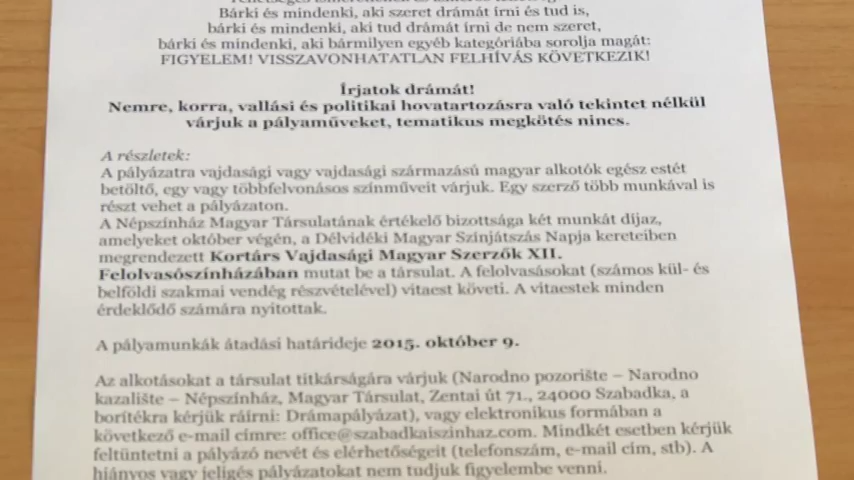 Bárki és mindenki, aki szeret drámát írni és tud is,
bárki és mindenki, aki tud drámát írni de nem szeret,
bárki és mindenki, aki bármilyen egyéb kategóriába sorolja magát:
FIGYELEM! VISSZAVONHATATLAN FELHÍVÁS KÖVETKEZIK!
Írjatok drámát!
Nemre, korra, vallási és politikai hovatartozásra való tekintet nélkül
várjuk a pályaműveket, tematikus megkötés nincs.
A részletek:
A pályázatra vajdasági vagy vajdasági származású magyar alkotók egész estét
betöltő, egy vagy többfelvonásos színműveit várjuk. Egy szerző több munkával is
részt vehet a pályázaton.
A Népszínház Magyar Társulatának értékelő bizottsága két munkát díjaz,
amelyeket október végén, a Délvidéki Magyar Színjátszás Napja kereteiben
megrendezett Kortárs Vajdasági Magyar Szerzők XII.
Felolvasószínházában mutat be a társulat. A felolvasásokat (számos kül- és
belföldi szakmai vendég részvételével) vitaest követi. A vitaestek minden
érdeklődő számára nyitottak.
A pályamunkák átadási határideje 2015. október 9.
Az alkotásokat a társulat titkárságára várjuk (Narodno pozorište – Narodno
kazalište – Népszínház, Magyar Társulat, Zentai út 71., 24000 Szabadka, a
borítékra kérjük ráírni: Drámapályázat), vagy elektronikus formában a
következő e-mail címre: office@szabadkaiszinhaz.com. Mindkét esetben kérjük
feltüntetni a pályázó nevét és elérhetőségeit (telefonszám, e-mail cím, stb). A
hiányos vagy jeligés pályázatokat nem tudjuk figyelembe venni.